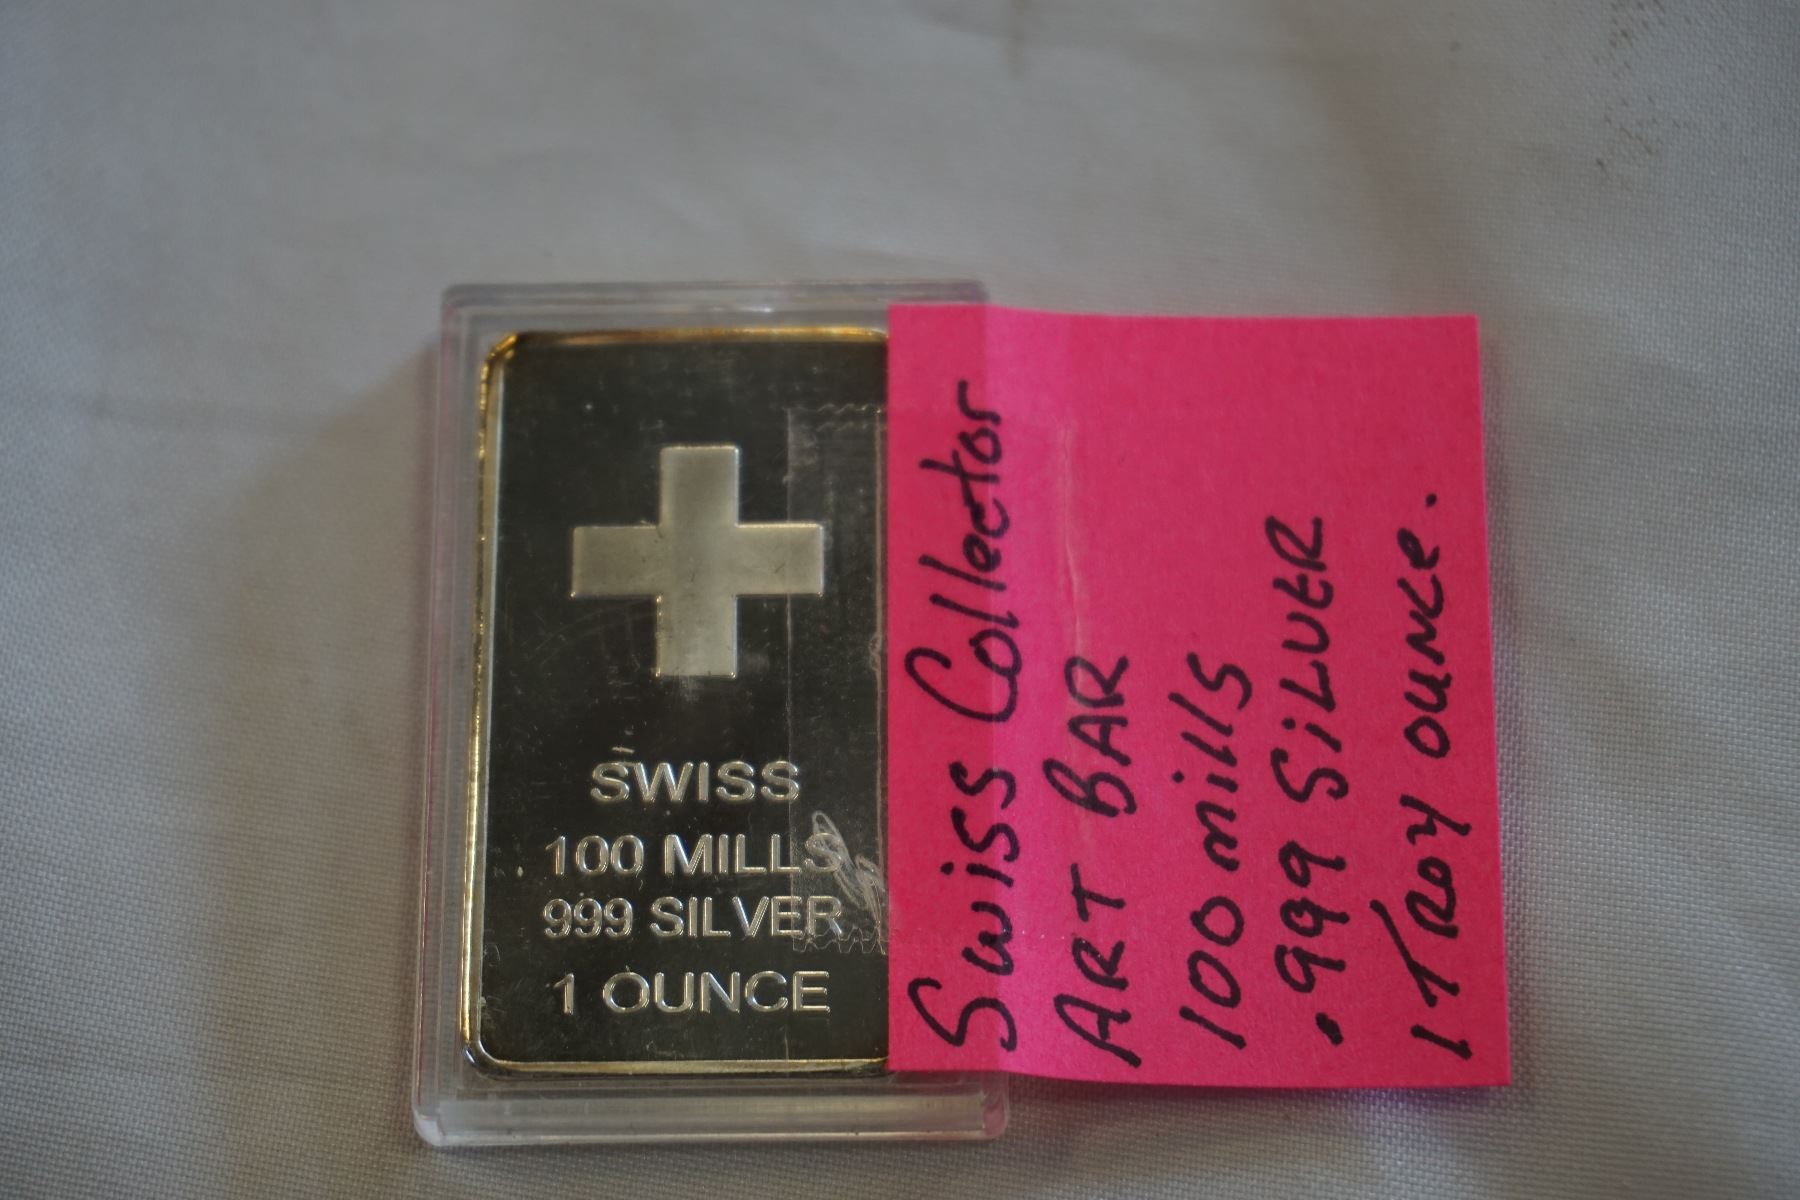 SWISS
100 MILLS
999 SILVER
1 OUNCE
Swiss Collector
ART BAR
100 mills
.999 SiLVER
1 TROY OUNCe.